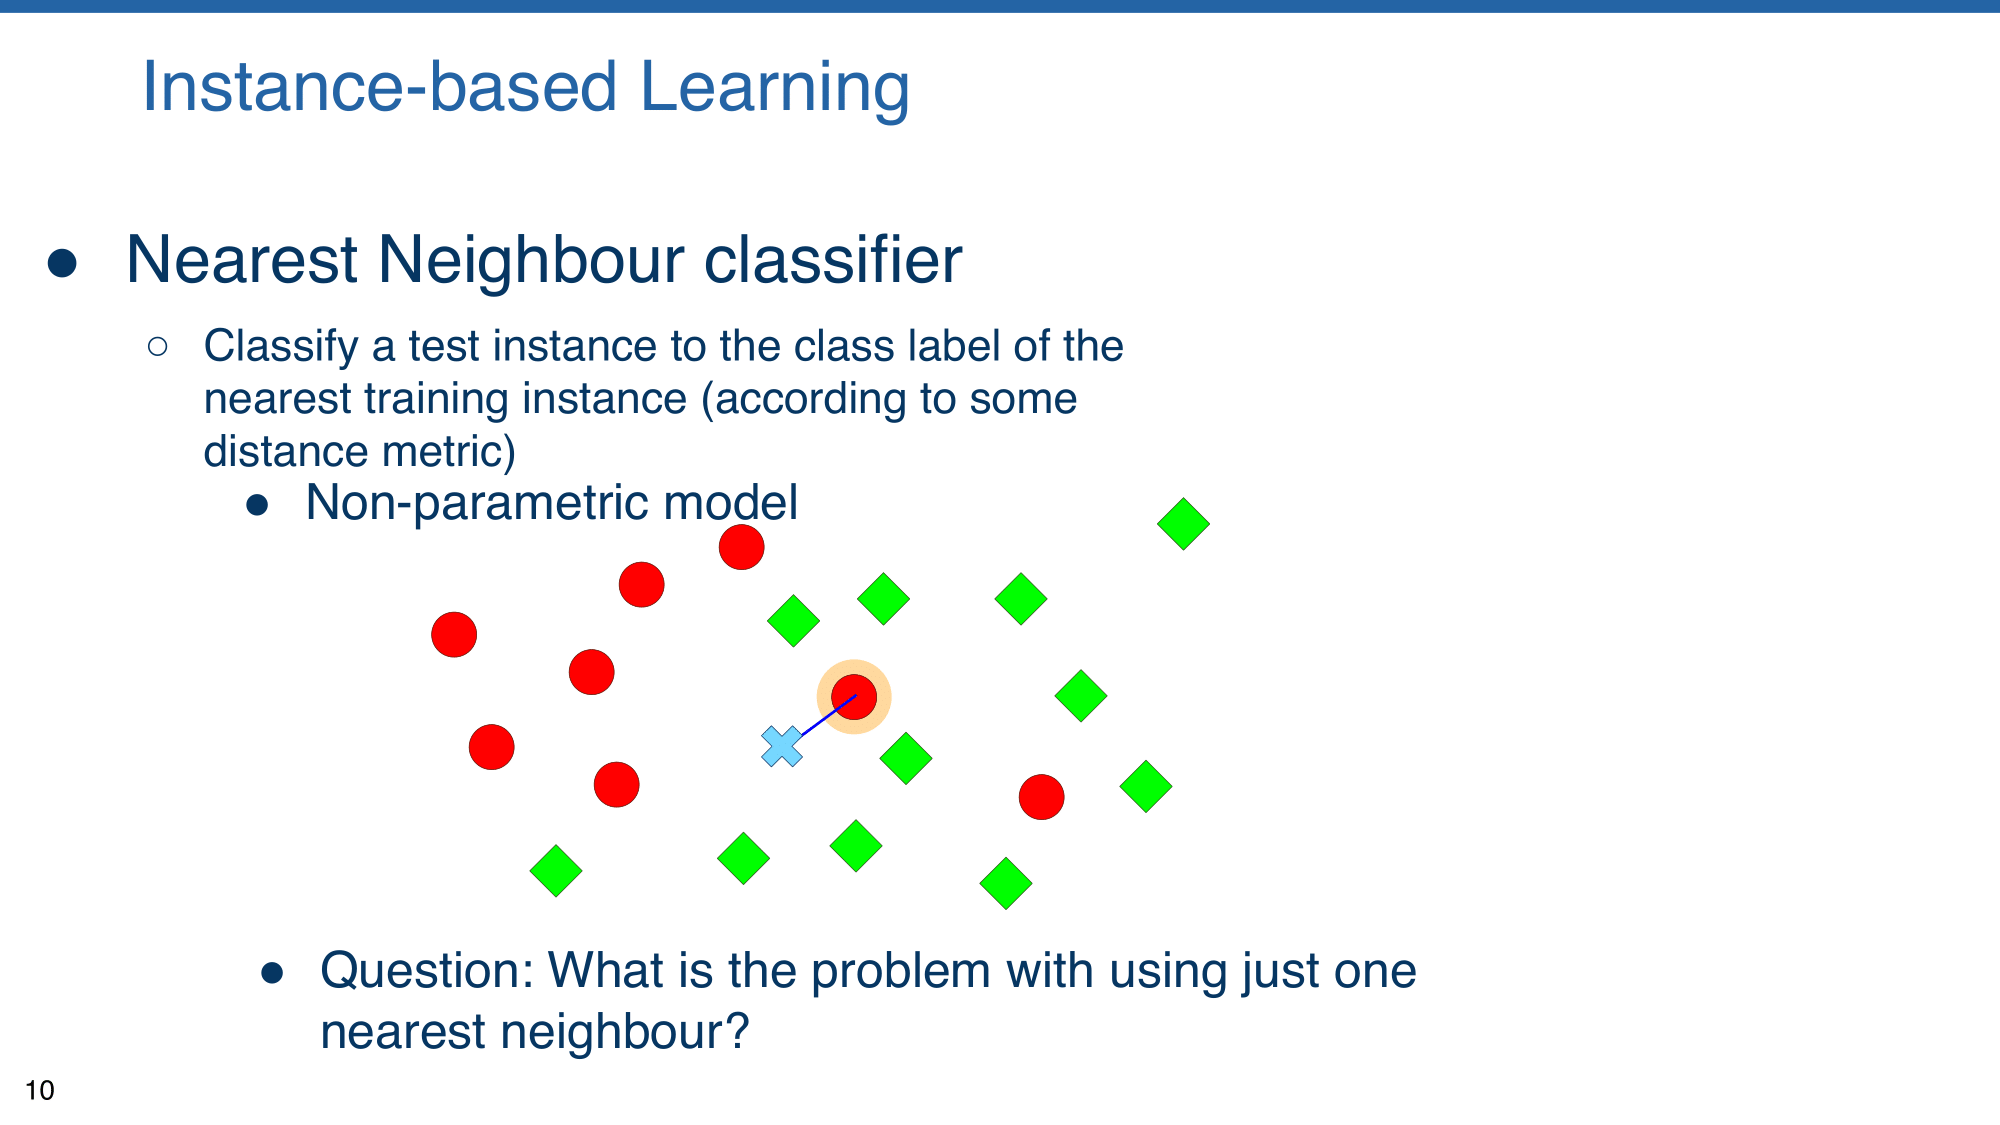 Instance-based Learning
● Nearest Neighbour classifier
○ Classify a test instance to the class label of the
nearest training instance (according to some
distance metric)
● Non-parametric model
● Question: What is the problem with using just one
nearest neighbour?
10